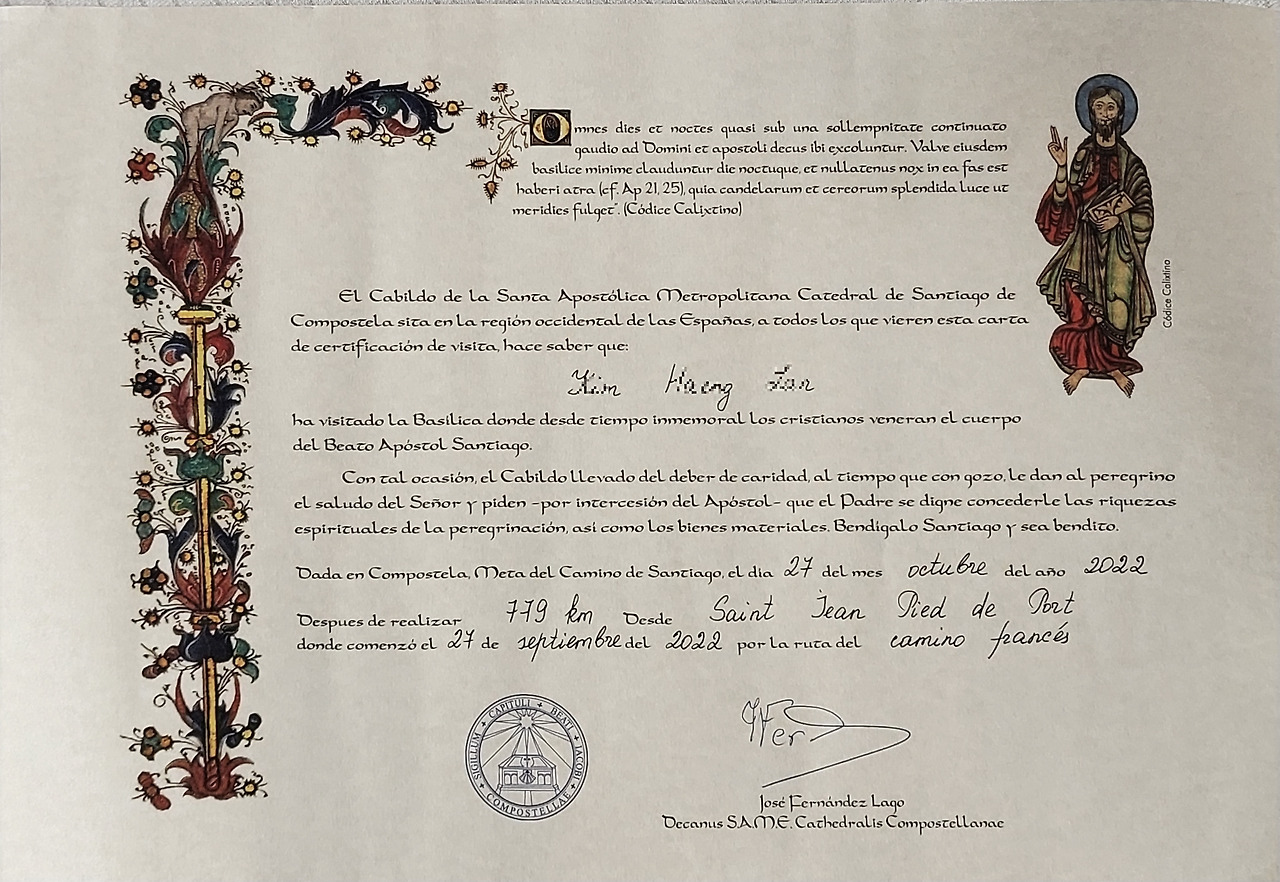 Omnes dies et noctes quasi sub una sollempnitate continuato
gaudio ad Domini et apostoli decus ibi excoluntur. Valve eiusdem
basilice minime clauduntur die noctuque, et nullatenus nox in ea fas est
haberi atra (cf. Ap 21, 25), quia candelarum et cereorum splendida luce ut
meridies fulget". (Códice Calixtino)
Códice Calixtino
El Cabildo de la Santa Apostólica Metropolitana Catedral de Santiago de
Compostela sita en la región occidental de las Españas, a todos los que vieren esta carta
de certificación de visita, hace saber que:
Kim Haeng
ha visitado la Basílica donde desde tiempo inmemorial los cristianos veneran el cuerpo
del Beato Apóstol Santiago.
Con tal ocasión, el Cabildo llevado del deber de caridad, al tiempo que con gozo, le dan al peregrino
el saludo del Señor y piden -por intercesión del Apóstol- que el Padre se digne concederle las riquezas
espirituales de la peregrinación, así como los bienes materiales. Bendígalo Santiago y sea bendito.
Dada en Compostela, Meta del Camino de Santiago, el día 27 del mes octubre del año 2022
Despues de realizar 779 km Desde Saint Jean Pied de Port
donde comenzó el 27 de septiembre del 2022 por la ruta del camino francés
SIGILLUM + CAPITULI + BEATI + IACOBI + COMPOSTELLAE +
José Fernández Lago
Decanus S.A.M.E. Cathedralis Compostellanae